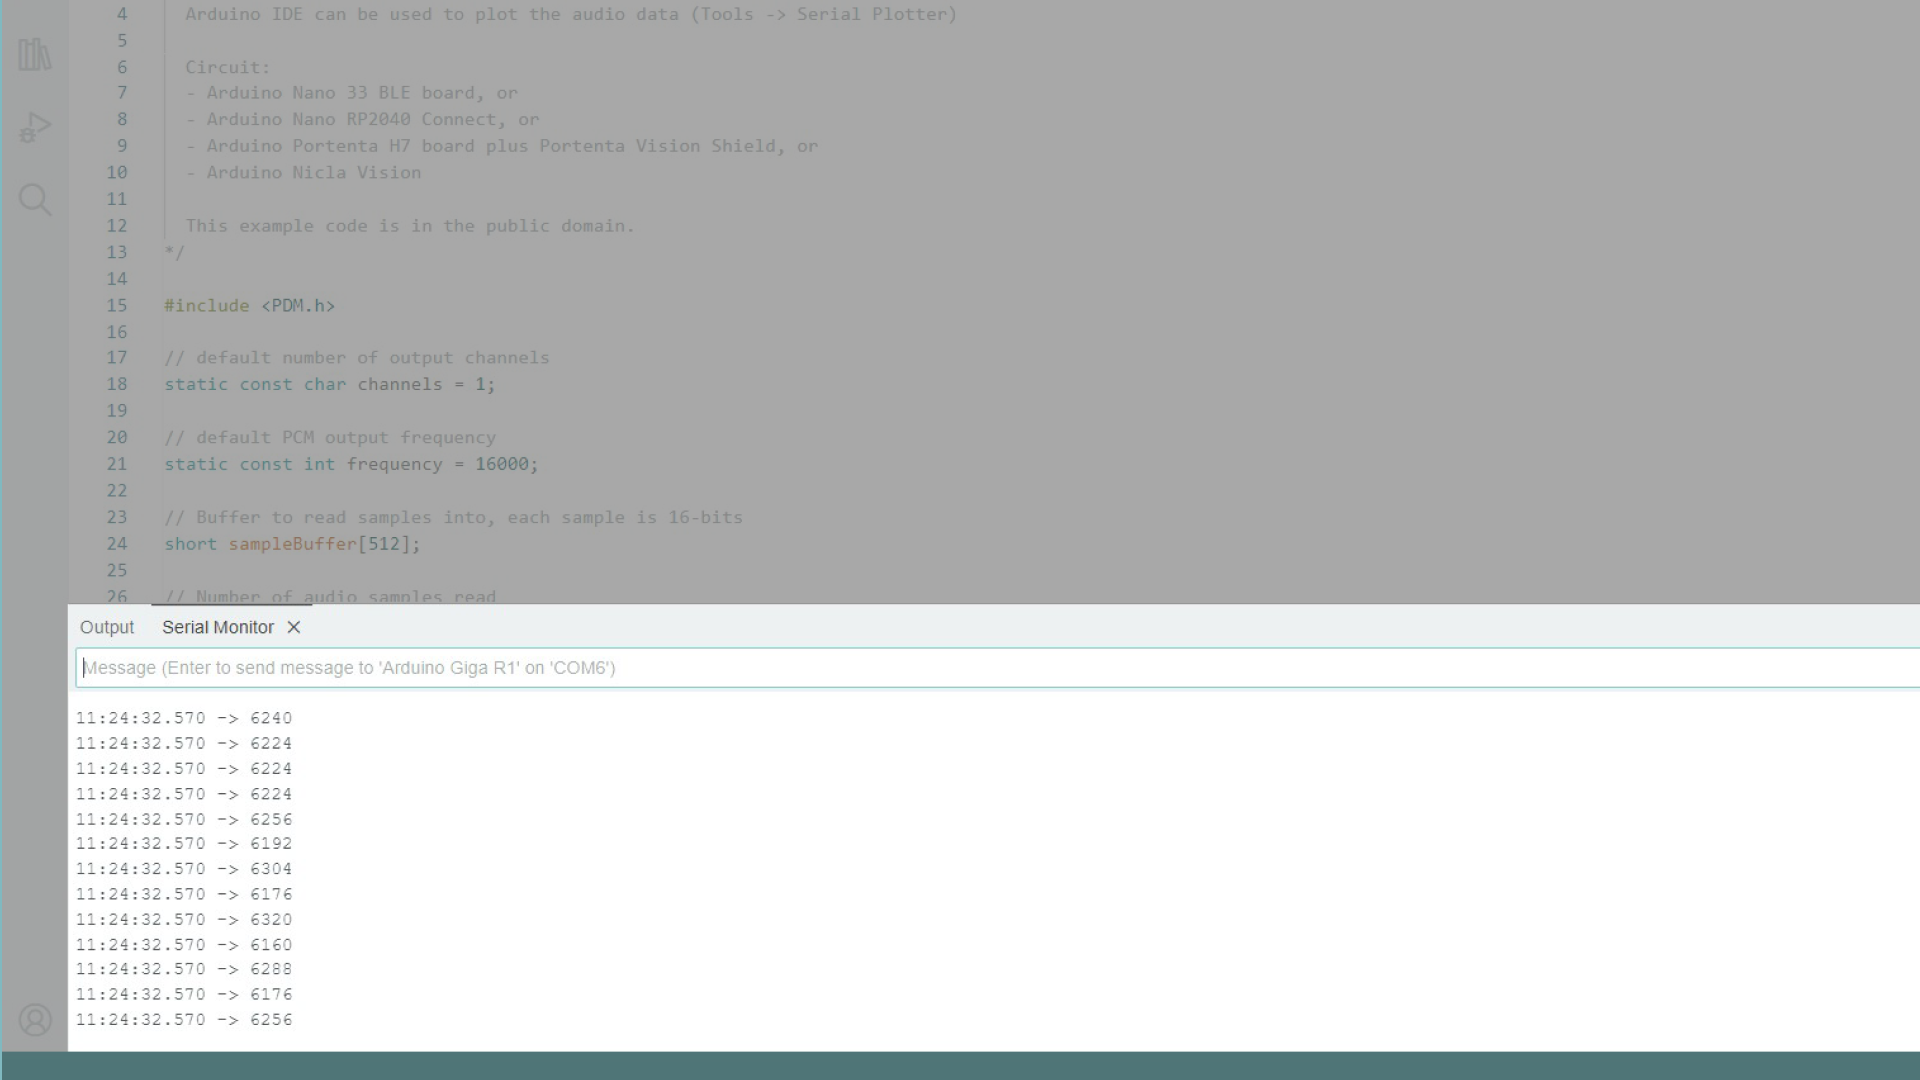 4 Arduino IDE can be used to plot the audio data (Tools -> Serial Plotter)
5
6 Circuit:
7 - Arduino Nano 33 BLE board, or
8 - Arduino Nano RP2040 Connect, or
9 - Arduino Portenta H7 board plus Portenta Vision Shield, or
10 - Arduino Nicla Vision
11
12 This example code is in the public domain.
13 */
14
15 #include <PDM.h>
16
17 // default number of output channels
18 static const char channels = 1;
19
20 // default PCM output frequency
21 static const int frequency = 16000;
22
23 // Buffer to read samples into, each sample is 16-bits
24 short sampleBuffer[512];
25
26 // Number of audio samples read
Output Serial Monitor
Message (Enter to send message to 'Arduino Giga R1' on 'COM6')
11:24:32.570 -> 6240
11:24:32.570 -> 6224
11:24:32.570 -> 6224
11:24:32.570 -> 6224
11:24:32.570 -> 6256
11:24:32.570 -> 6192
11:24:32.570 -> 6304
11:24:32.570 -> 6176
11:24:32.570 -> 6320
11:24:32.570 -> 6160
11:24:32.570 -> 6288
11:24:32.570 -> 6176
11:24:32.570 -> 6256